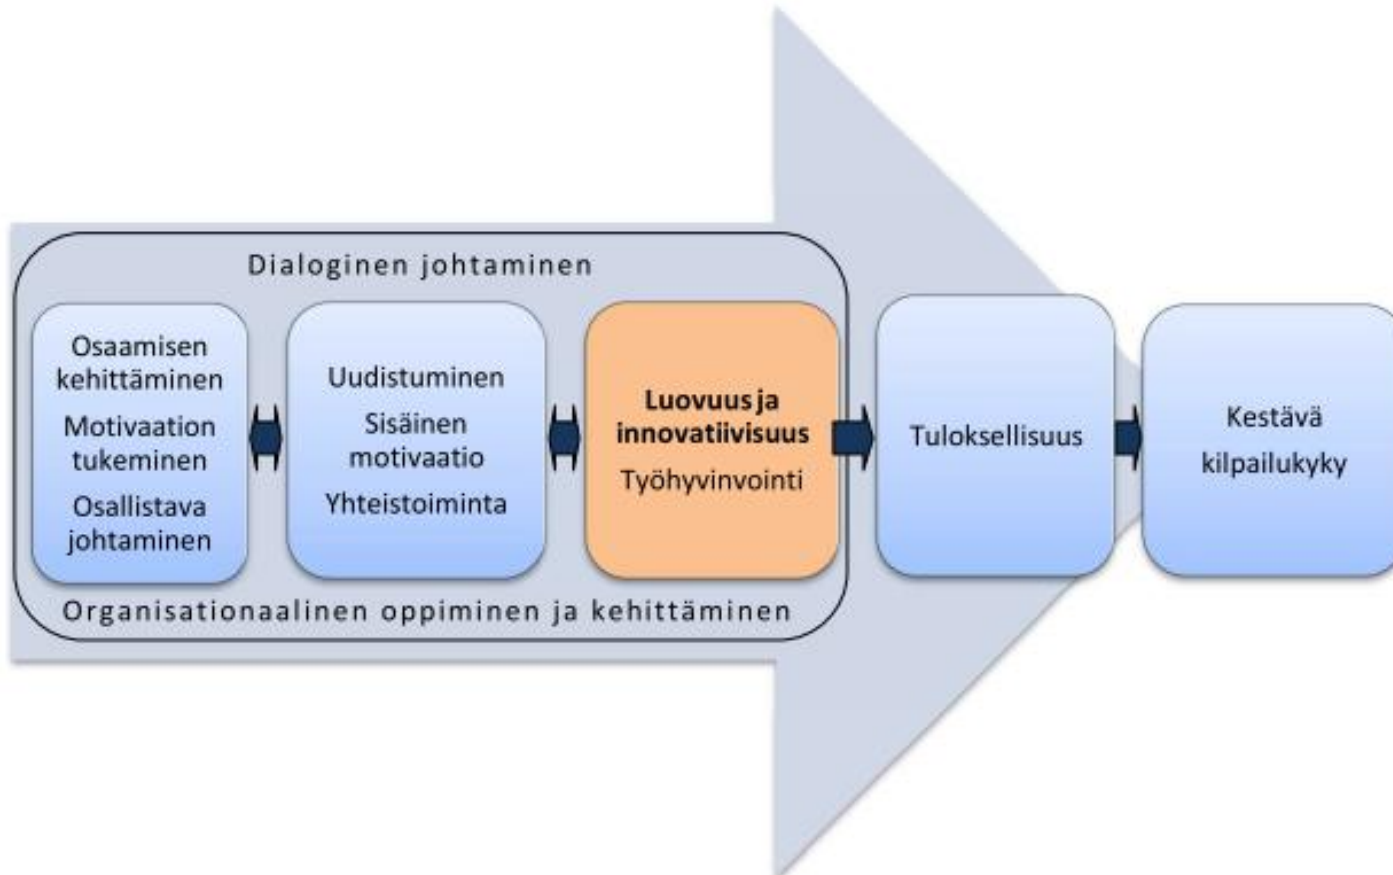 Dialoginen johtaminen
Osaamisen
kehittäminen
Motivaation
tukeminen
Osallistava
johtaminen
Uudistuminen
Sisäinen
motivaatio
Yhteistoiminta
Luovuus ja
innovatiivisuus
Työhyvinvointi
Tuloksellisuus
Kestävä
kilpailukyky
Organisationaalinen oppiminen ja kehittäminen